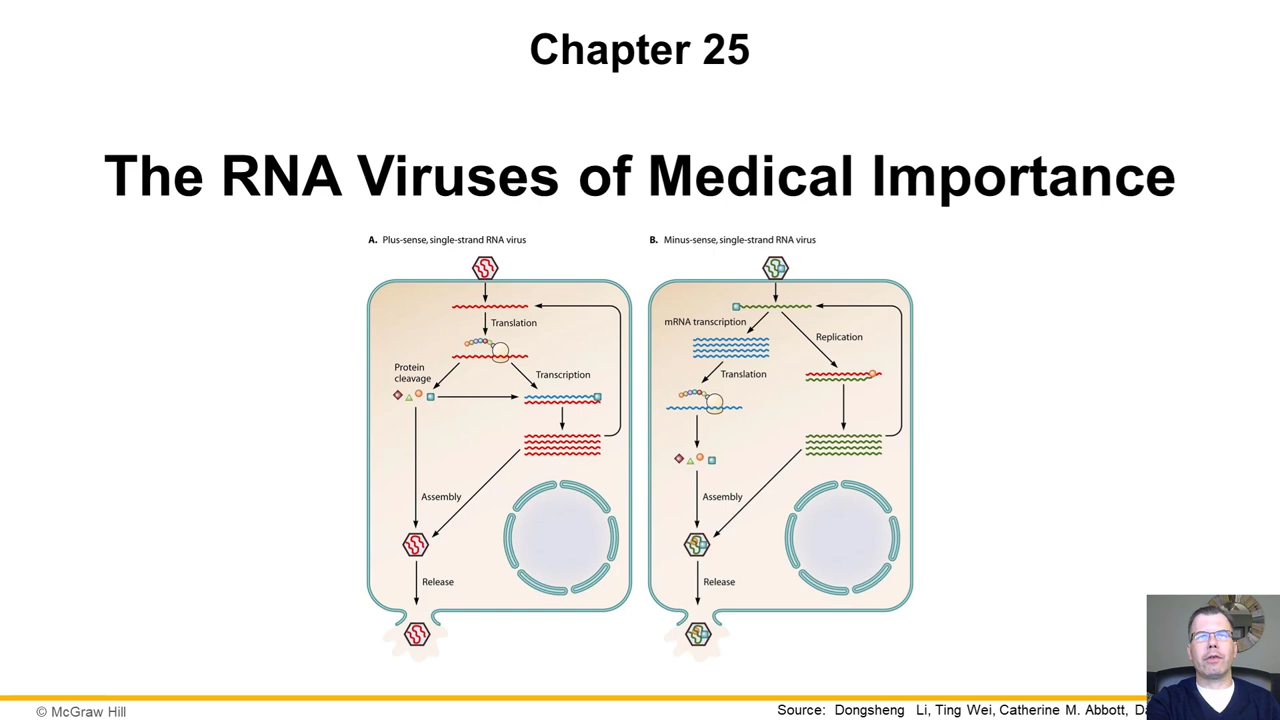 Chapter 25
The RNA Viruses of Medical Importance
A. Plus-sense, single-strand RNA virus
Translation
Protein
cleavage
Transcription
Assembly
Release
B. Minus-sense, single-strand RNA virus
mRNA transcription
Replication
Translation
Assembly
Release
© McGraw Hill
Source: Dongsheng Li, Ting Wei, Catherine M. Abbott,